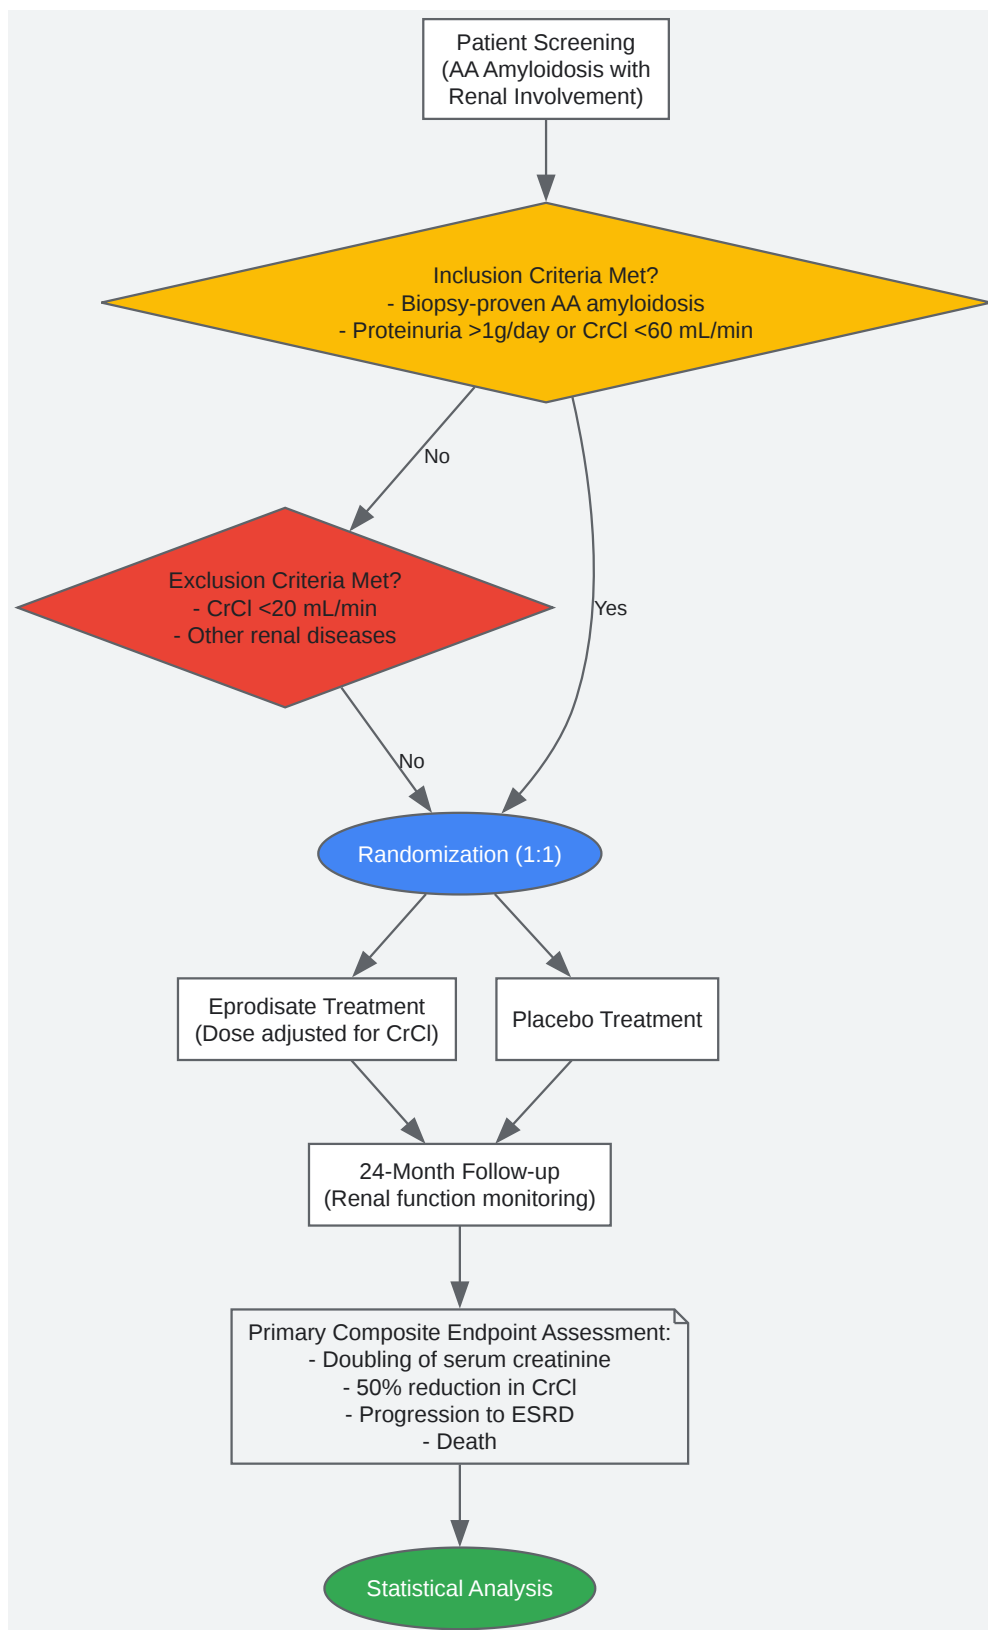 Patient Screening
(AA Amyloidosis with
Renal Involvement)
Inclusion Criteria Met?
- Biopsy-proven AA amyloidosis
- Proteinuria >1g/day or CrCl <60 mL/min
No
Exclusion Criteria Met?
- CrCl <20 mL/min
- Other renal diseases
Yes
No
Randomization (1:1)
Eprodisate Treatment
(Dose adjusted for CrCl)
Placebo Treatment
24-Month Follow-up
(Renal function monitoring)
Primary Composite Endpoint Assessment:
- Doubling of serum creatinine
- 50% reduction in CrCl
- Progression to ESRD
- Death
Statistical Analysis